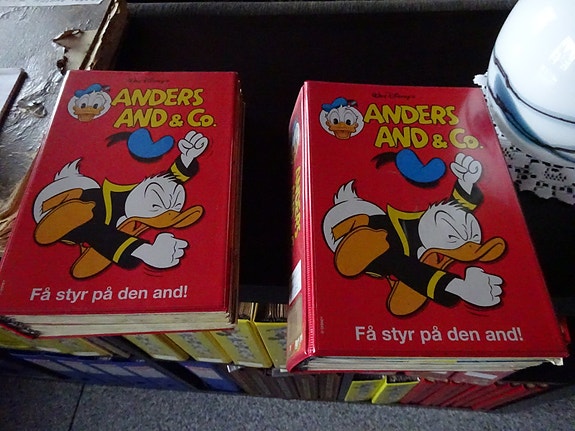 Walt Disney's
ANDERS
AND & Co.
Få styr på den and!
Walt Disney's
ANDERS
AND & Co.
Få styr på den and!
ANDERS